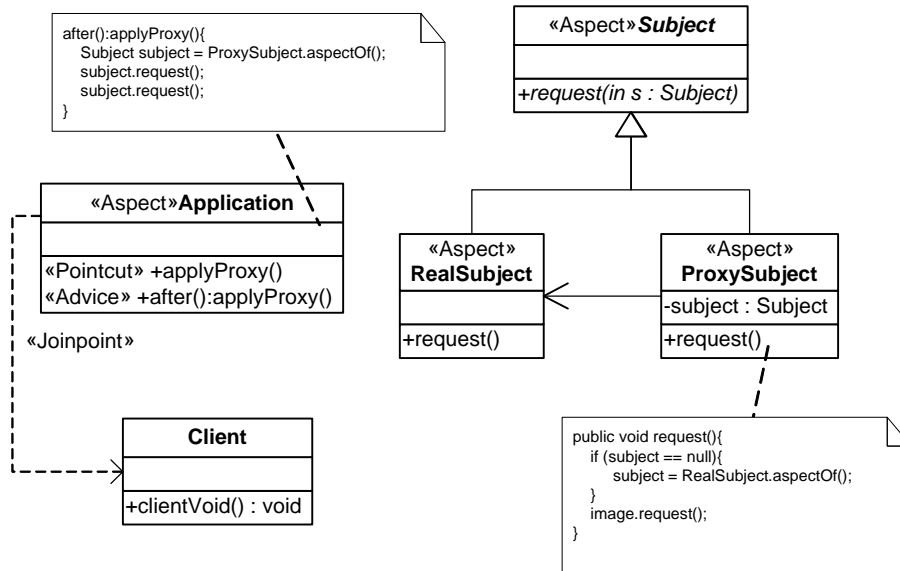 after():applyProxy(){
Subject subject = ProxySubject.aspectOf();
subject.request();
subject.request();
}
«Aspect»Subject
+request(in s : Subject)
«Aspect»Application
«Pointcut» +applyProxy()
«Advice» +after():applyProxy()
«Aspect»
RealSubject
+request()
«Aspect»
ProxySubject
-subject : Subject
+request()
«Joinpoint»
Client
+clientVoid() : void
public void request(){
if (subject == null){
subject = RealSubject.aspectOf();
}
image.request();
}